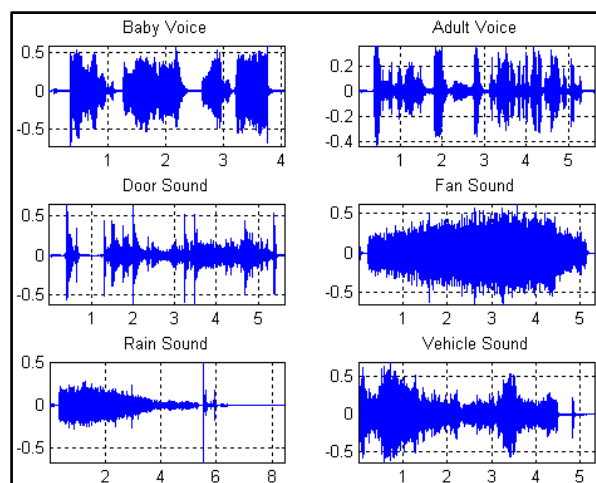 Baby Voice
0.5
0
-0.5
1 2 3 4
Adult Voice
0.2
0
-0.2
-0.4
1 2 3 4 5
Door Sound
0.5
0
-0.5
1 2 3 4 5
Fan Sound
0.5
0
-0.5
1 2 3 4 5
Rain Sound
0.5
0
-0.5
2 4 6 8
Vehicle Sound
0.5
0
-0.5
1 2 3 4 5